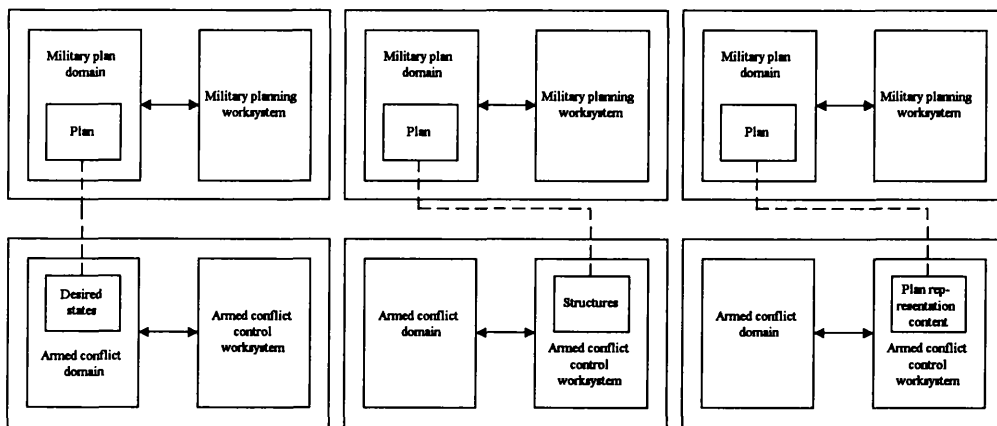 Military plan
domain
Plan
Military planning
worksystem
Military plan
domain
Plan
Military planning
worksystem
Military plan
domain
Plan
Military planning
worksystem
Desired
states
Armed conflict
domain
Armed conflict
control
worksystem
Armed conflict
domain
Structures
Armed conflict
control
worksystem
Armed conflict
domain
Plan rep-
resentation
content
Armed conflict
control
worksystem